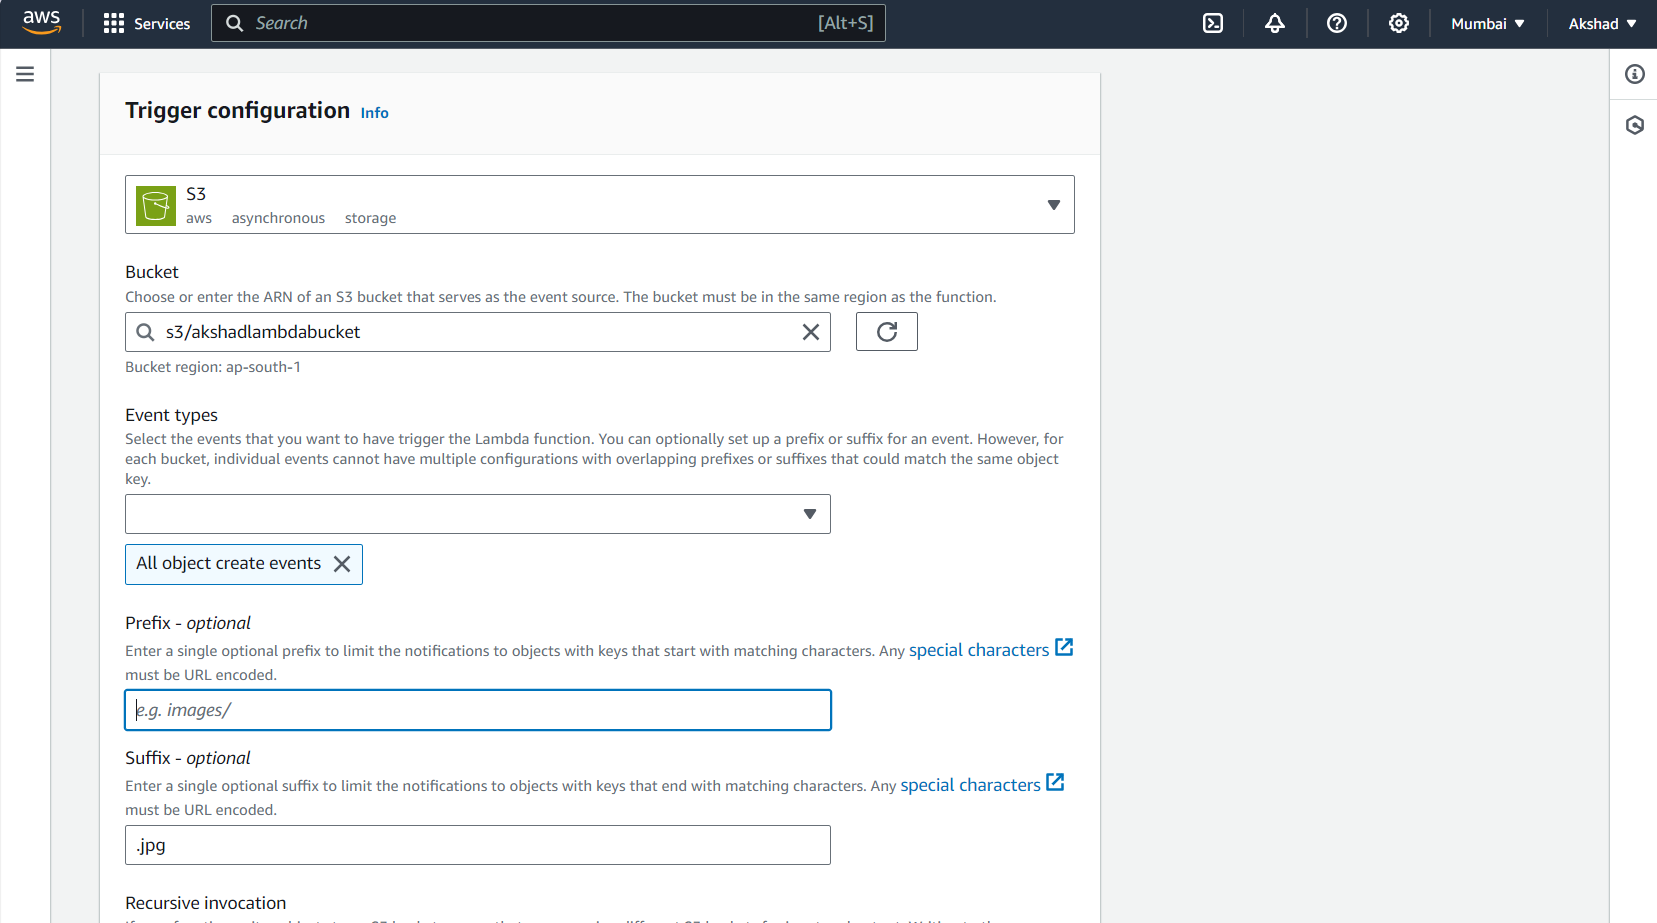 aws
Services
Search
[Alt+S]
Mumbai
Akshad
Trigger configuration Info
S3
aws asynchronous storage
Bucket
Choose or enter the ARN of an S3 bucket that serves as the event source. The bucket must be in the same region as the function.
s3/akshadlambdabucket
Bucket region: ap-south-1
Event types
Select the events that you want to have trigger the Lambda function. You can optionally set up a prefix or suffix for an event. However, for
each bucket, individual events cannot have multiple configurations with overlapping prefixes or suffixes that could match the same object
key.
All object create events
Prefix - optional
Enter a single optional prefix to limit the notifications to objects with keys that start with matching characters. Any special characters
must be URL encoded.
e.g. images/
Suffix - optional
Enter a single optional suffix to limit the notifications to objects with keys that end with matching characters. Any special characters
must be URL encoded.
.jpg
Recursive invocation